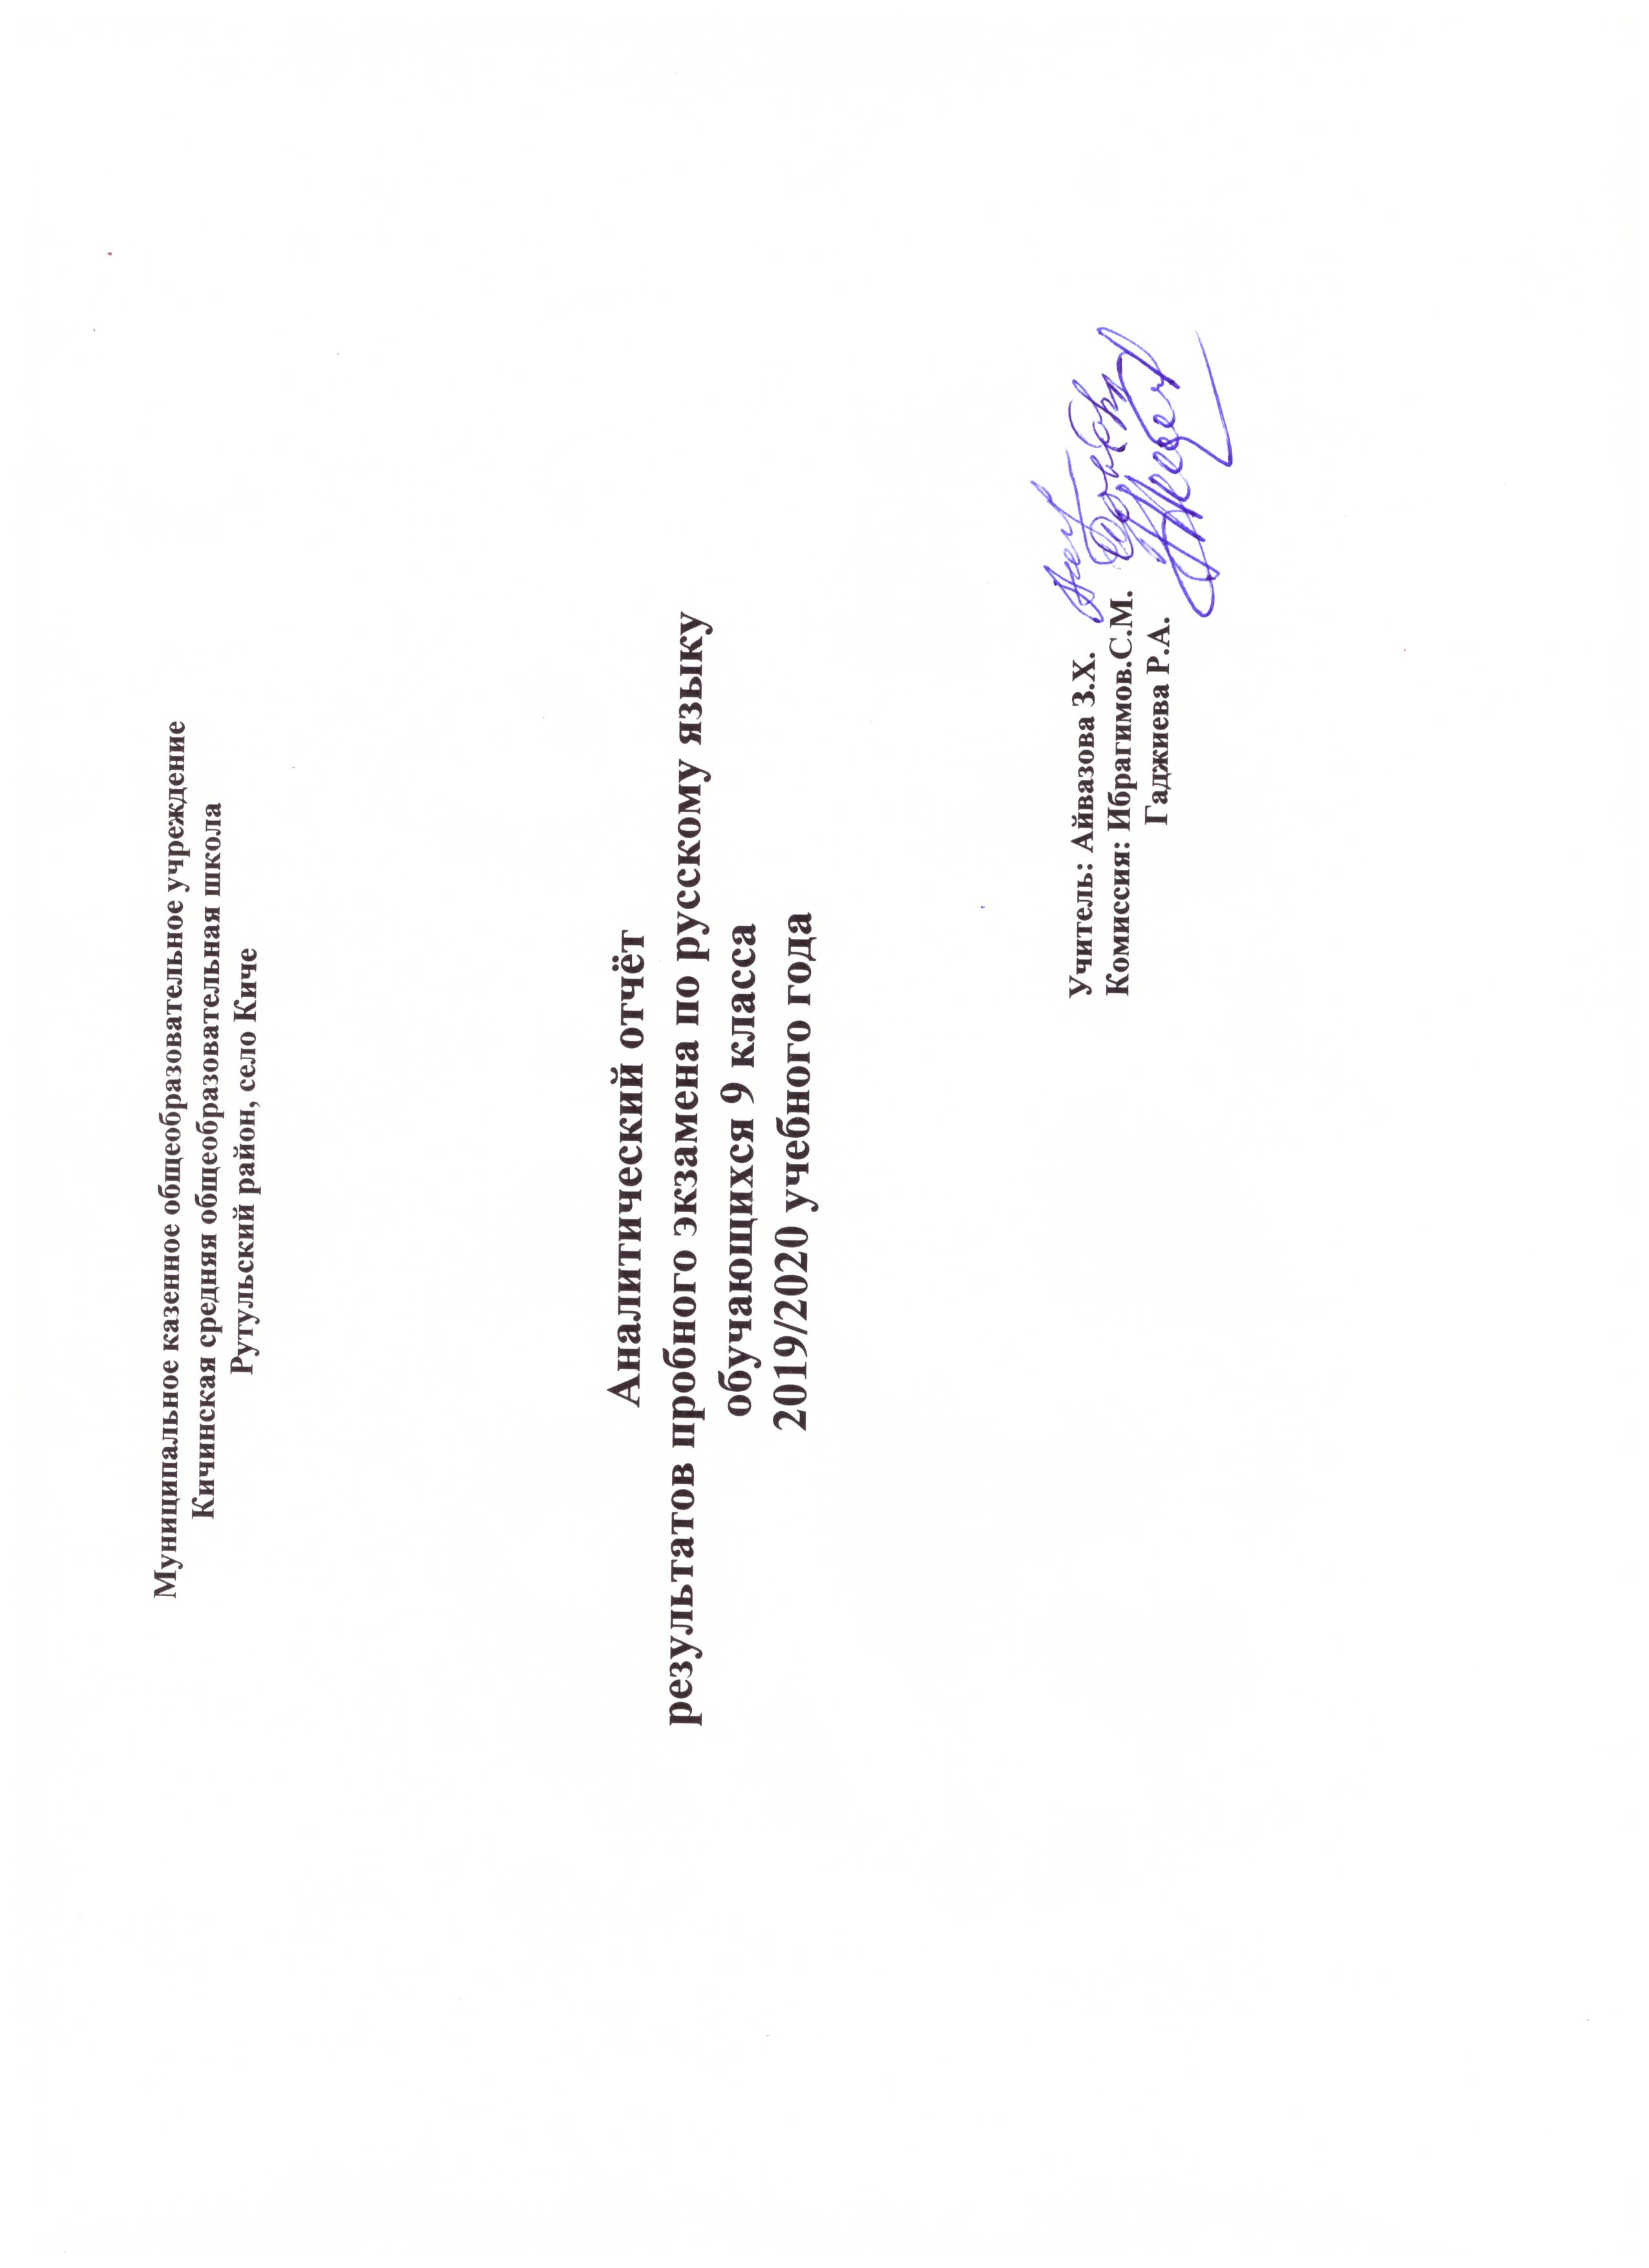 Муниципальное казенное общеобразовательное учреждение
Кичинская средняя общеобразовательная школа
Рутульский район, село Киче
Аналитический отчёт
результатов пробного экзамена по русскому языку
обучающихся 9 класса
2019/2020 учебного года
Учитель: Айвазова З.Х.
Комиссия: Ибрагимов.С.М.
Гаджиева Р.А.